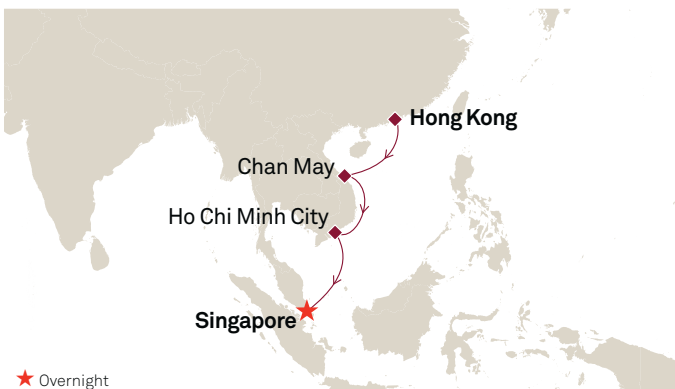 Hong Kong
Chan May
Ho Chi Minh City
Singapore
Overnight